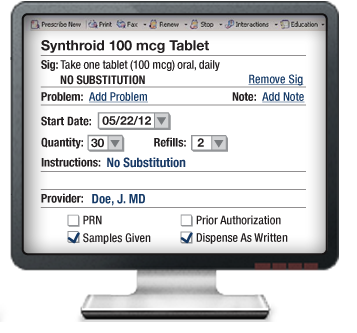 Prescribe New Print Fax Renew Stop Interactions Education
Synthroid 100 mcg Tablet
Sig: Take one tablet (100 mcg) oral, daily
NO SUBSTITUTION Remove Sig
Problem: Add Problem Note: Add Note
Start Date: 05/22/12
Quantity: 30 Refills: 2
Instructions: No Substitution
Provider: Doe, J. MD
PRN Prior Authorization
Samples Given Dispense As Written